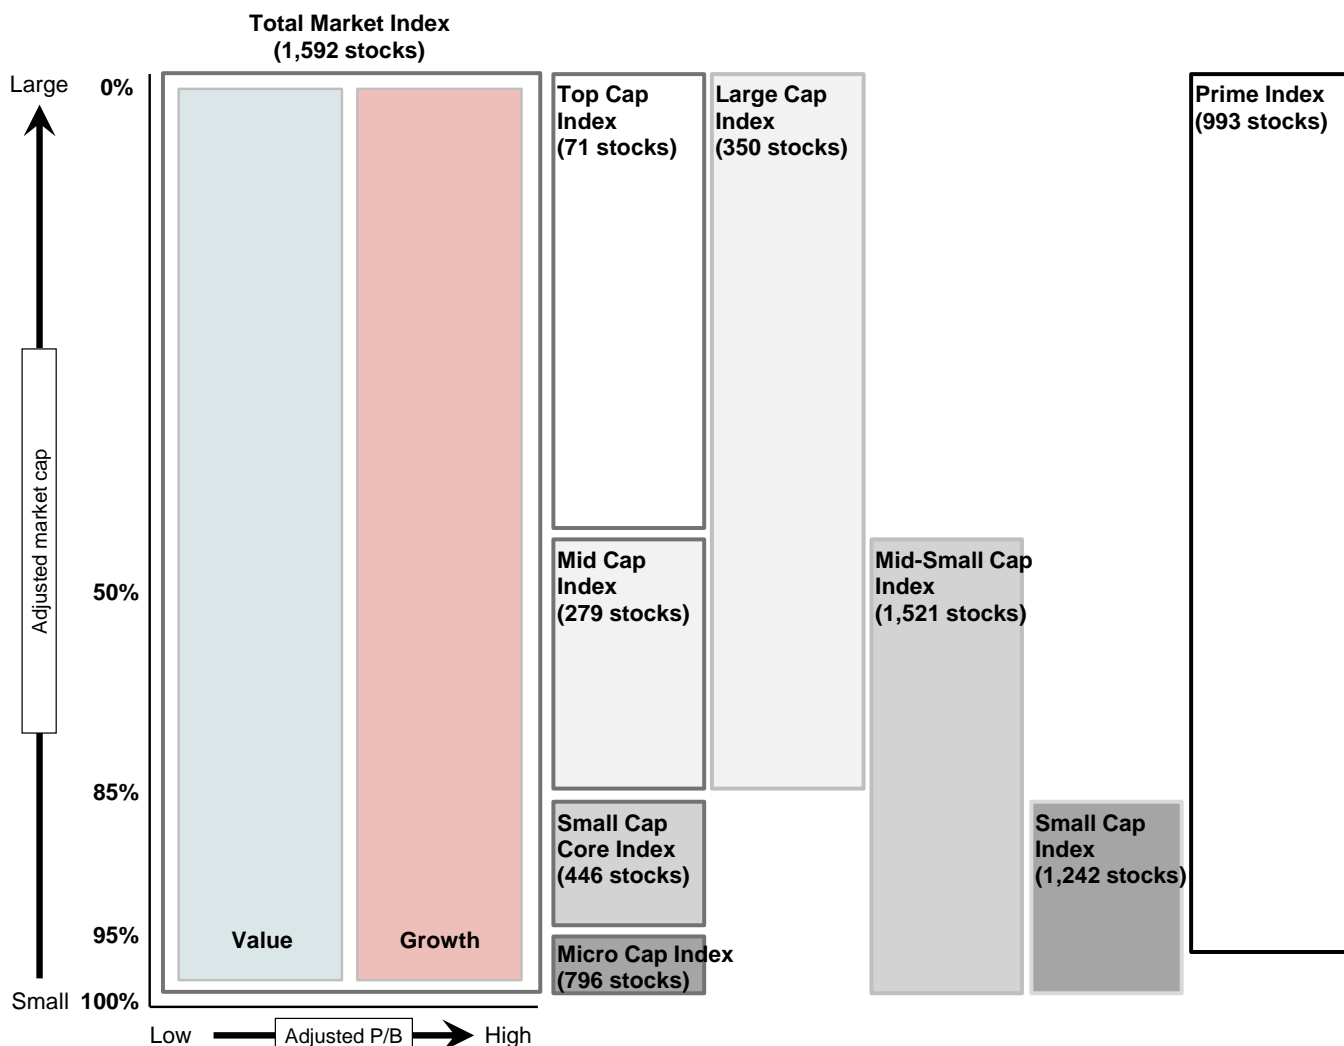 Total Market Index
(1,592 stocks)
Large
0%
Top Cap
Index
(71 stocks)
Large Cap
Index
(350 stocks)
Prime Index
(993 stocks)
Adjusted market cap
50%
Mid Cap
Index
(279 stocks)
Mid-Small Cap
Index
(1,521 stocks)
85%
Small Cap
Core Index
(446 stocks)
Small Cap
Index
(1,242 stocks)
95%
Value
Growth
Micro Cap Index
(796 stocks)
Small
100%
Low
Adjusted P/B
High